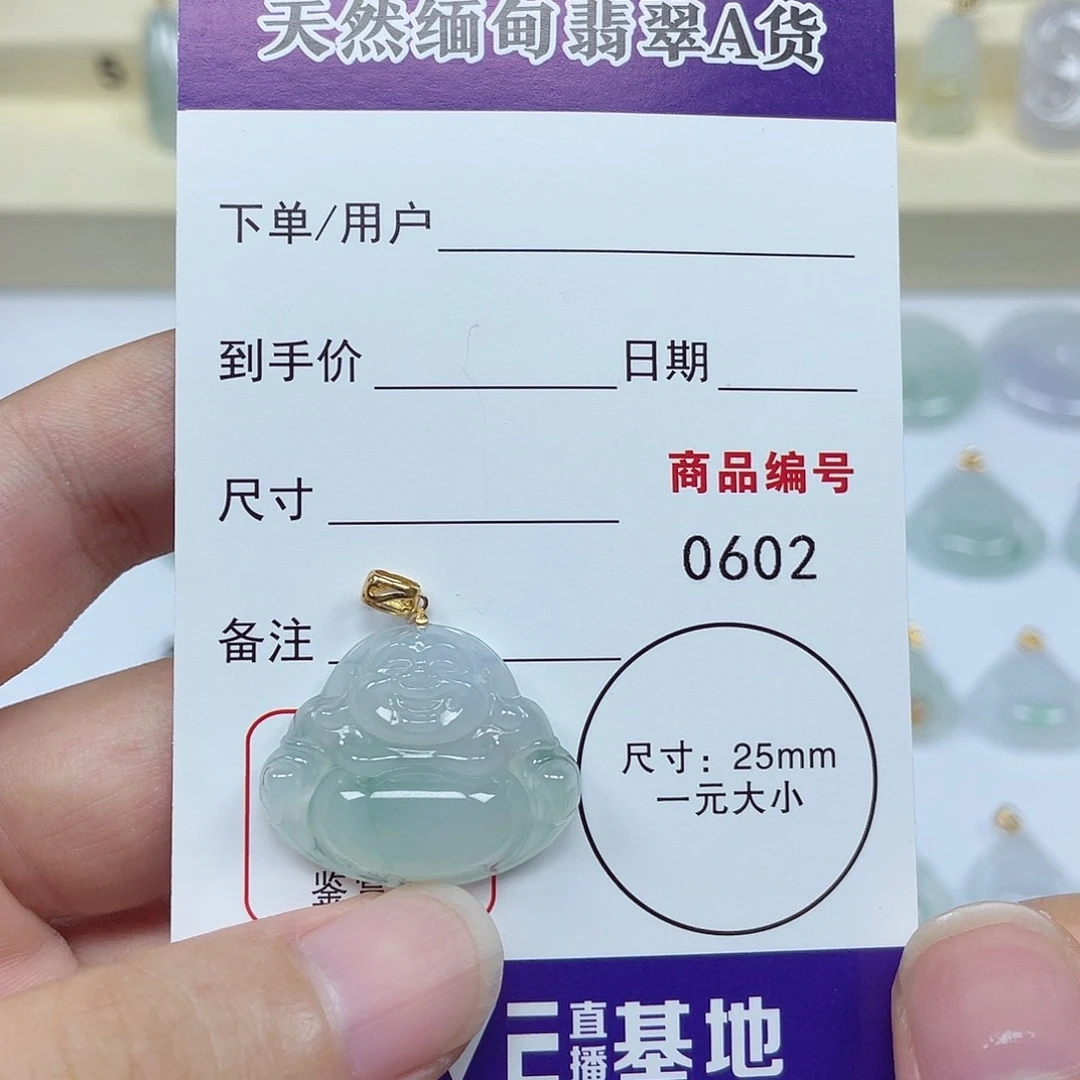 天然缅甸翡翠A货
下单/用户
到手价 日期
尺寸
商品编号
0602
备注
尺寸：25mm
一元大小
鉴
直播
基地